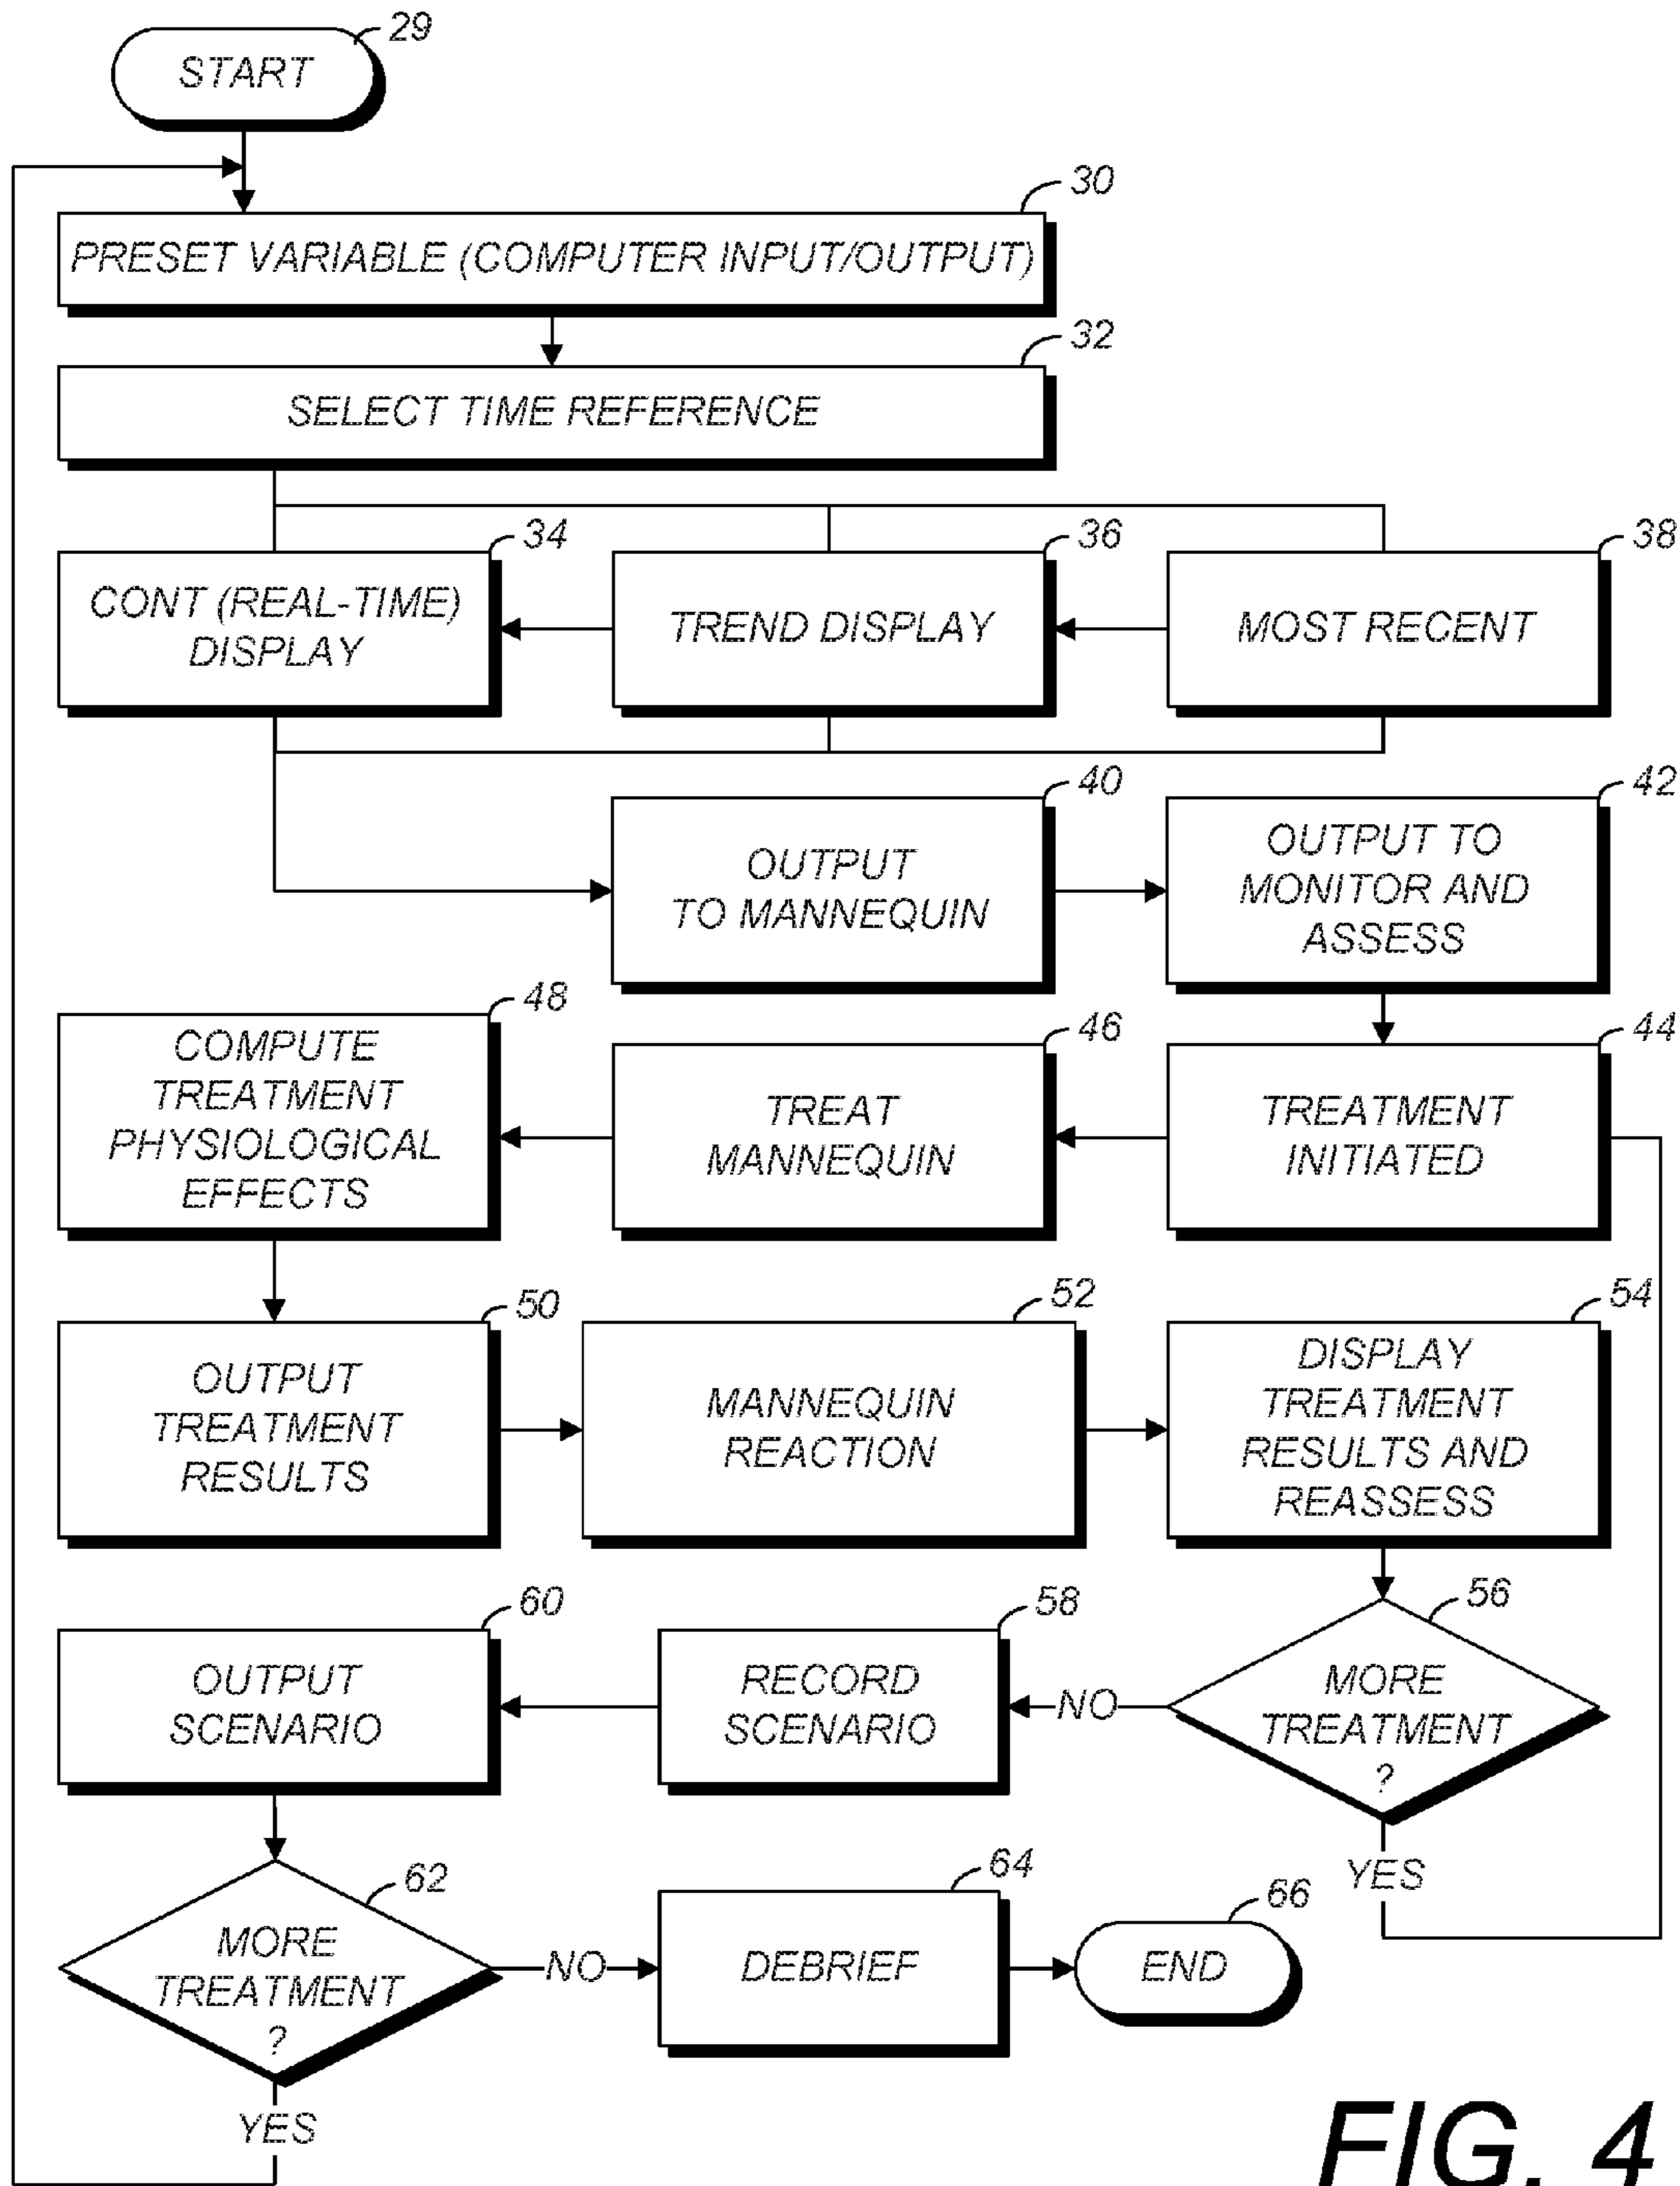 29
START
30
PRESET VARIABLE (COMPUTER INPUT/OUTPUT)
32
SELECT TIME REFERENCE
34
CONT (REAL-TIME)
DISPLAY
36
TREND DISPLAY
38
MOST RECENT
40
OUTPUT
TO MANNEQUIN
42
OUTPUT TO
MONITOR AND
ASSESS
48
COMPUTE
TREATMENT
PHYSIOLOGICAL
EFFECTS
46
TREAT
MANNEQUIN
44
TREATMENT
INITIATED
50
OUTPUT
TREATMENT
RESULTS
52
MANNEQUIN
REACTION
54
DISPLAY
TREATMENT
RESULTS AND
REASSESS
60
OUTPUT
SCENARIO
58
RECORD
SCENARIO
NO
56
MORE
TREATMENT
?
YES
62
MORE
TREATMENT
?
NO
64
DEBRIEF
66
END
YES
FIG. 4